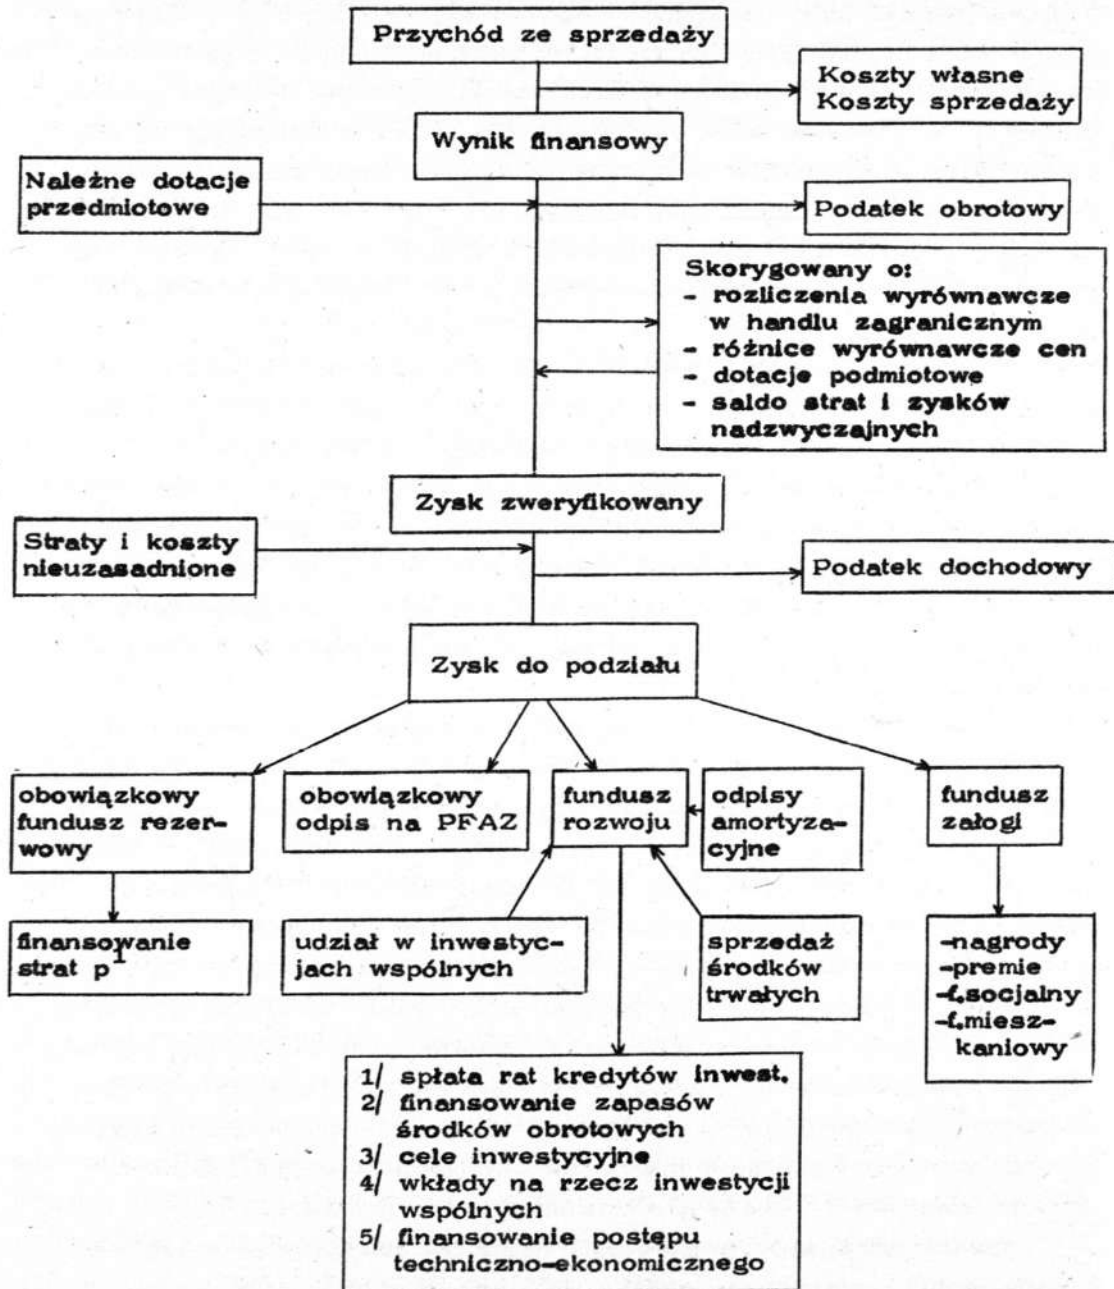 Przychód ze sprzedaży
Koszty własne
Koszty sprzedaży
Wynik finansowy
Należne dotacje
przedmiotowe
Podatek obrotowy
Skorygowany o:
- rozliczenia wyrównawcze
w handlu zagranicznym
- różnice wyrównawcze cen
- dotacje podmiotowe
- saldo strat i zysków
nadzwyczajnych
Zysk zweryfikowany
Straty i koszty
nieuzasadnione
Podatek dochodowy
Zysk do podziału
obowiązkowy
fundusz rezer-
wowy
obowiązkowy
odpis na PFAZ
fundusz
rozwoju
odpisy
amortyza-
cyjne
fundusz
załogi
finansowanie
strat p1
udział w inwestyc-
jach wspólnych
sprzedaż
środków
trwałych
-nagrody
-premie
-f.socjalny
-f.miesz-
kaniowy
1/ spłata rat kredytów inwest.
2/ finansowanie zapasów
środków obrotowych
3/ cele inwestycyjne
4/ wkłady na rzecz inwestycji
wspólnych
5/ finansowanie postępu
techniczno-ekonomicznego